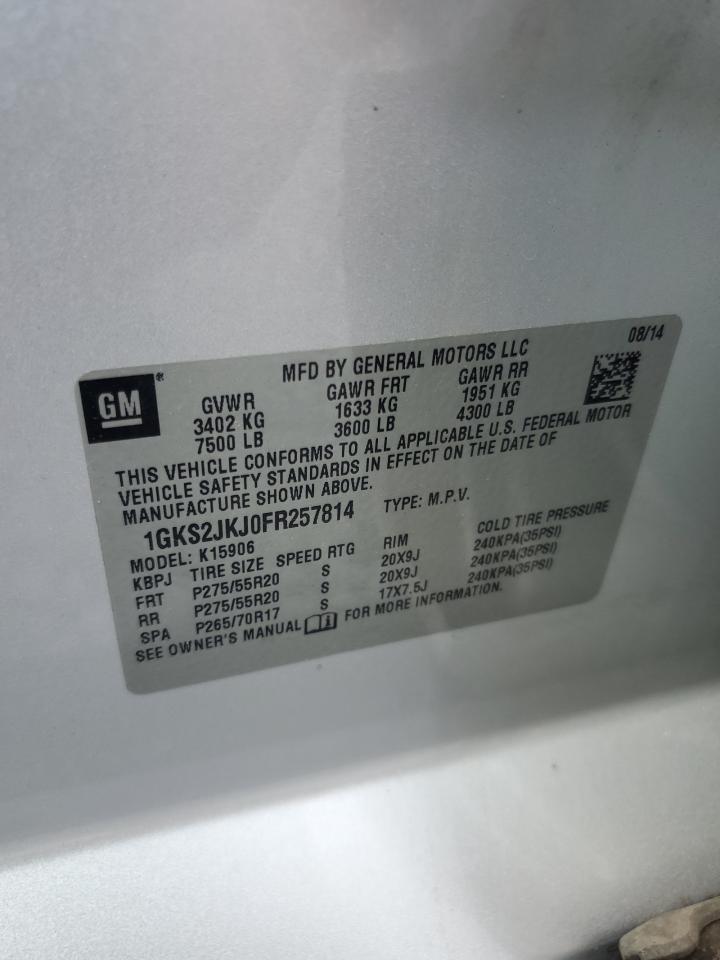 08/14
GM®
MFD BY GENERAL MOTORS LLC
GVWR GAWR FRT GAWR RR
3402 KG 1633 KG 1951 KG
7500 LB 3600 LB 4300 LB
THIS VEHICLE CONFORMS TO ALL APPLICABLE U.S. FEDERAL MOTOR
VEHICLE SAFETY STANDARDS IN EFFECT ON THE DATE OF
MANUFACTURE SHOWN ABOVE.
1GKS2JKJ0FR257814 TYPE: M.P.V.
MODEL: K15906
KBPJ TIRE SIZE SPEED RTG RIM COLD TIRE PRESSURE
FRT P275/55R20 S 20X9J 240KPA(35PSI)
RR P275/55R20 S 20X9J 240KPA(35PSI)
SPA P265/70R17 S 17X7.5J 240KPA(35PSI)
SEE OWNER'S MANUAL FOR MORE INFORMATION.